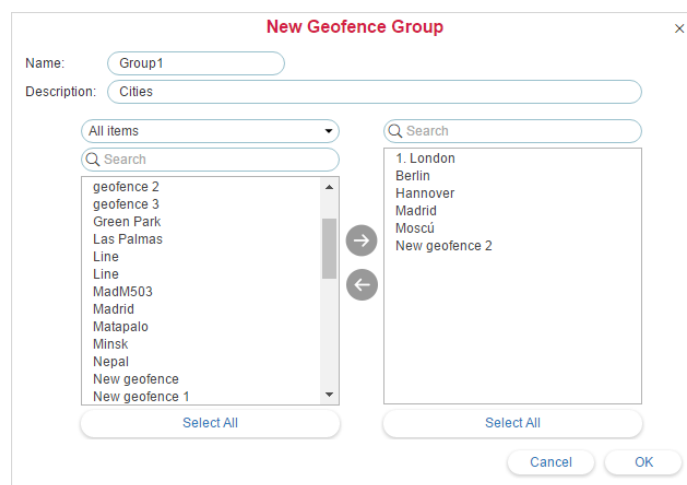 New Geofence Group
×
Name: Group1
Description: Cities
All items
Search
geofence 2
geofence 3
Green Park
Las Palmas
Line
Line
MadM503
Madrid
Matapalo
Minsk
Nepal
New geofence
New geofence 1
Select All
Search
1. London
Berlin
Hannover
Madrid
Moscú
New geofence 2
Select All
Cancel OK